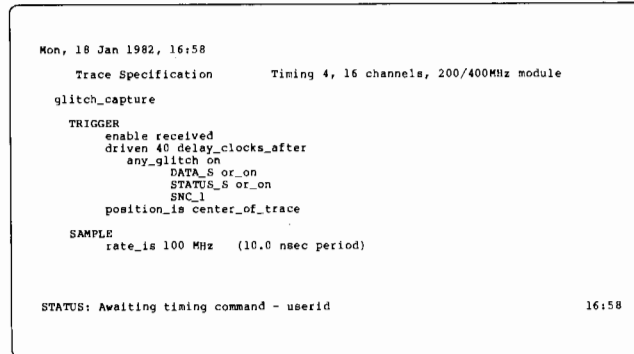 Mon, 18 Jan 1982, 16:58
Trace Specification Timing 4, 16 channels, 200/400MHz module
glitch_capture
TRIGGER
enable received
driven 40 delay_clocks_after
any_glitch on
DATA_S or_on
STATUS_S or_on
SNC_1
position_is center_of_trace
SAMPLE
rate_is 100 MHz (10.0 nsec period)
STATUS: Awaiting timing command - userid 16:58